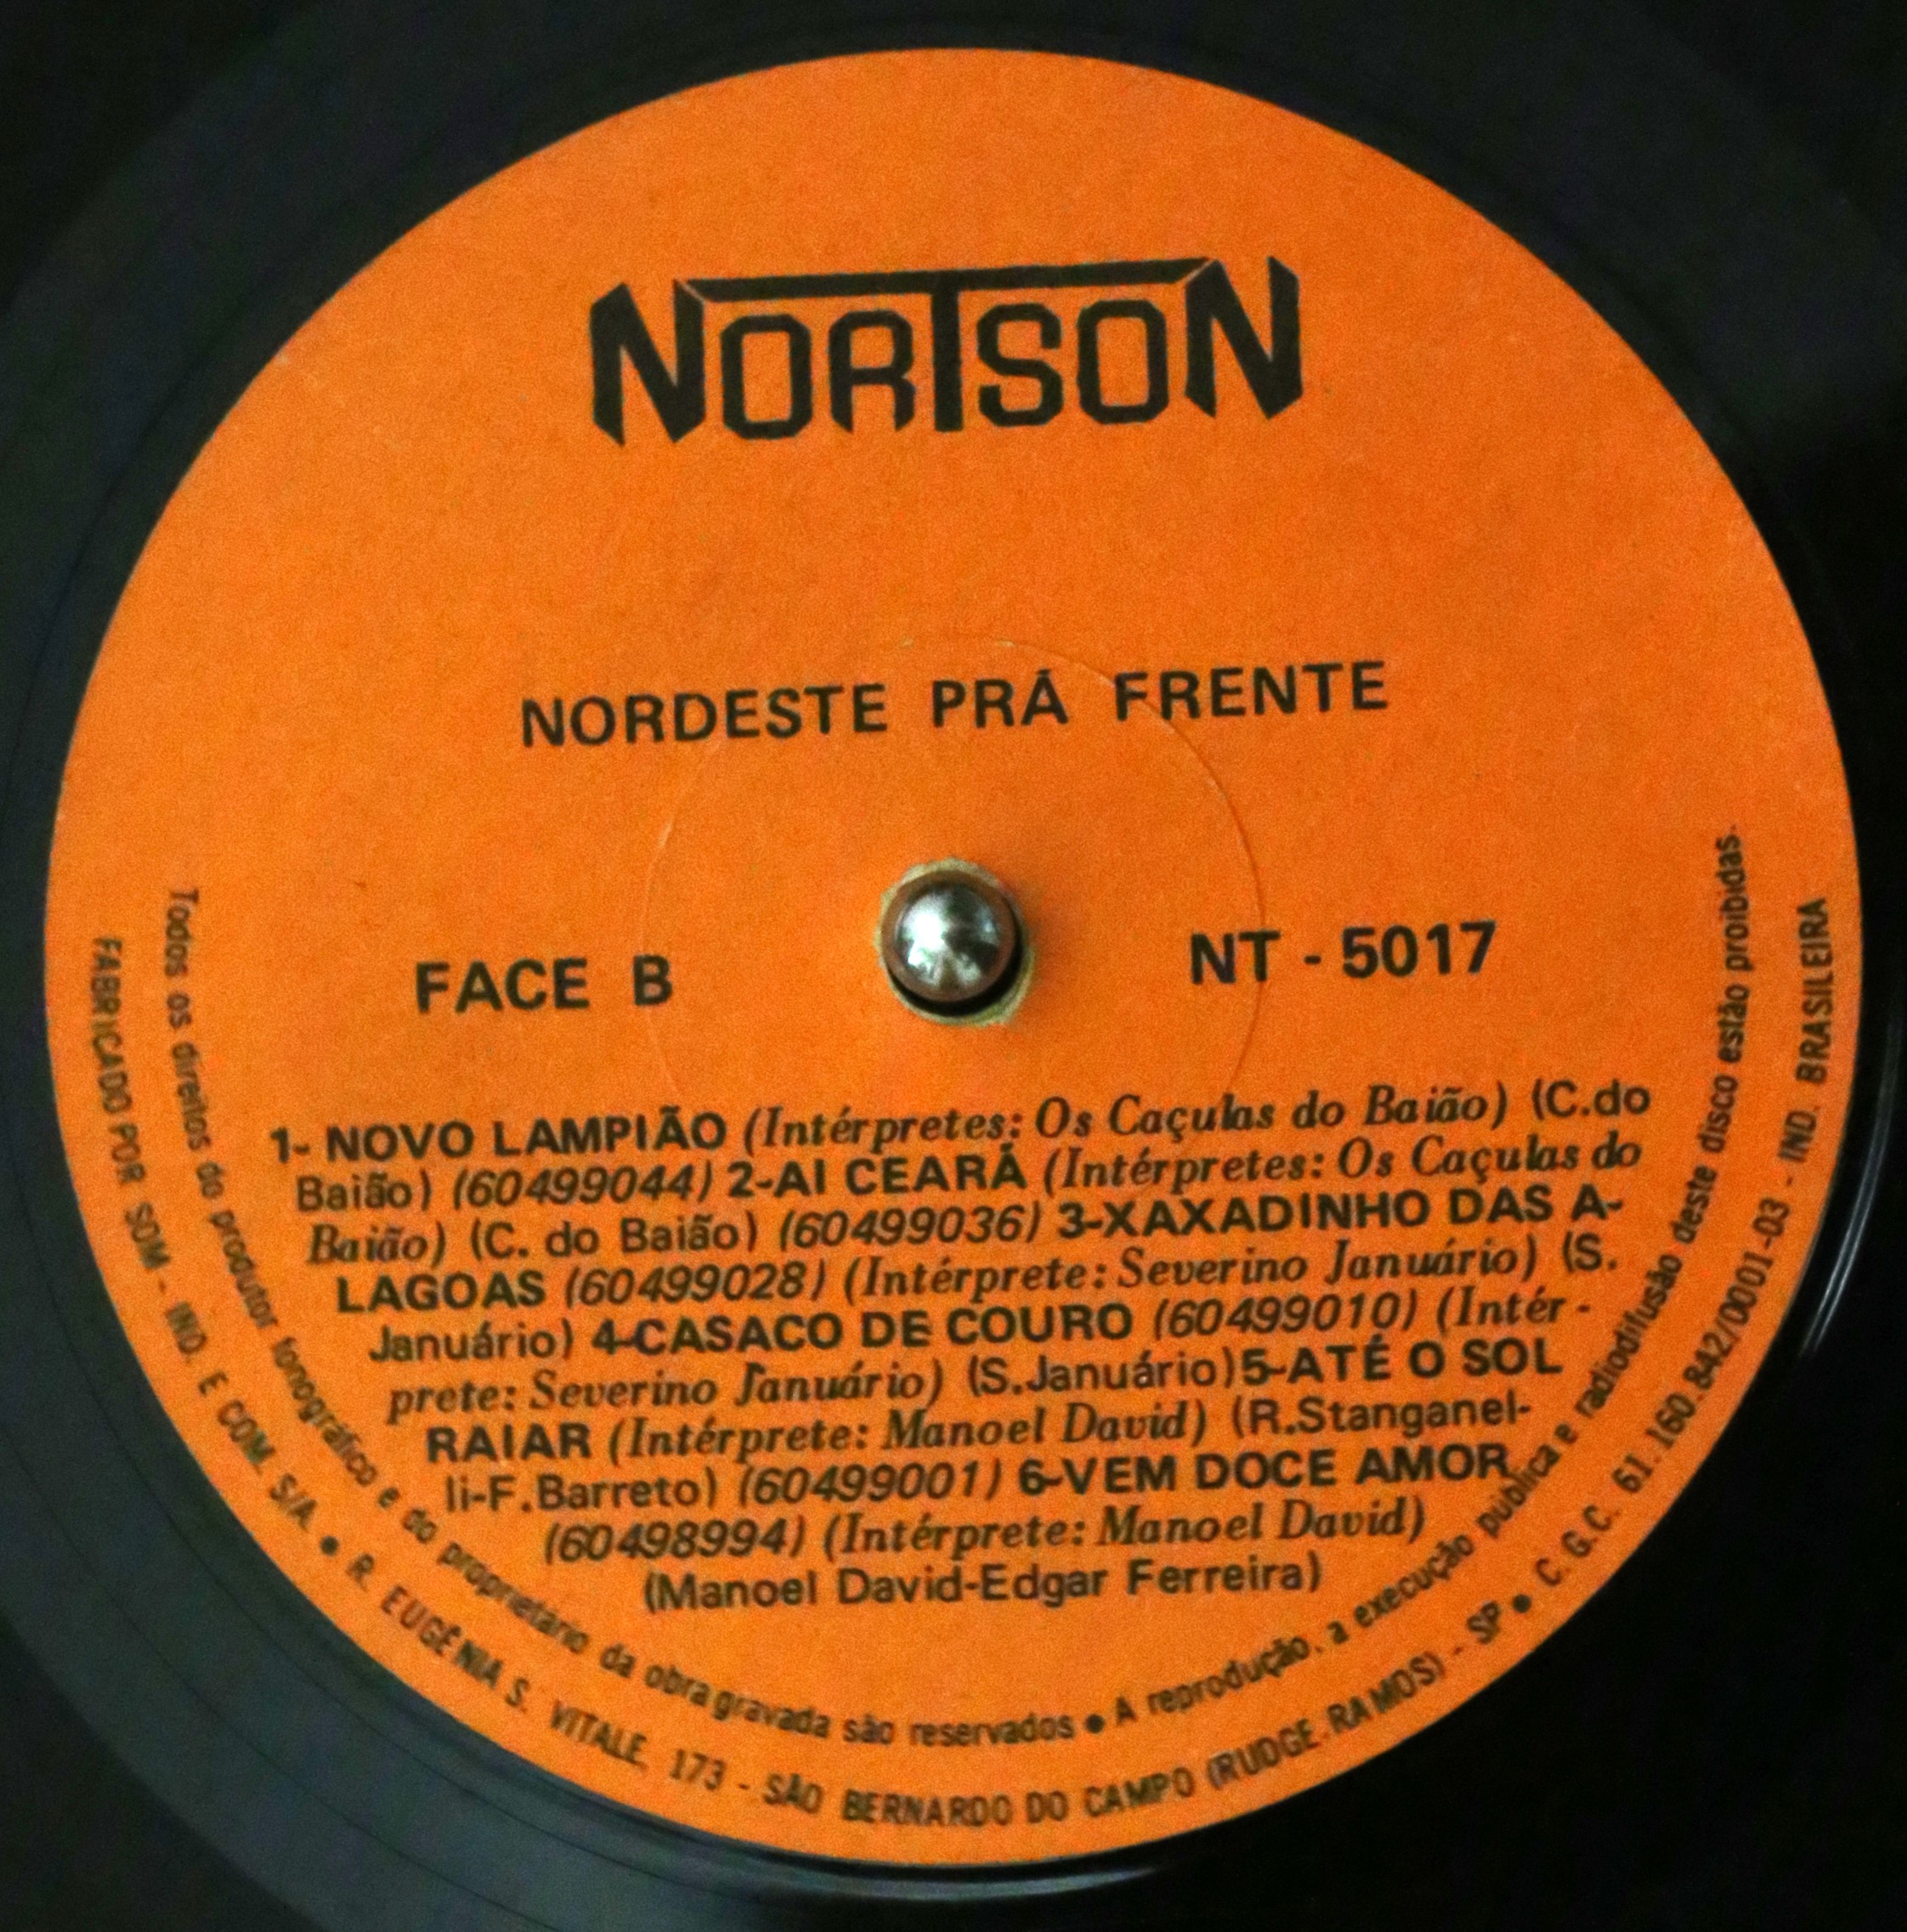 NORTSON
NORDESTE PRÁ FRENTE
FACE B
NT - 5017
1- NOVO LAMPIÃO (Intérpretes: Os Caçulas do Baião) (C.do
Baião) (60499044) 2-AI CEARÁ (Intérpretes: Os Caçulas do
Baião) (C. do Baião) (60499036) 3-XAXADINHO DAS A-
LAGOAS (60499028) (Intérprete: Severino Januário) (S.
Januário) 4-CASACO DE COURO (60499010) (Intér -
prete: Severino Januário) (S.Januário)5-ATÉ O SOL
RAIAR (Intérprete: Manoel David) (R.Stanganel-
li-F.Barreto) (60499001) 6-VEM DOCE AMOR
(60498994) (Intérprete: Manoel David)
(Manoel David-Edgar Ferreira)
Todos os direitos do produtor fonográfico e do proprietário da obra gravada são reservados ● A reprodução, a execução pública e radiodifusão deste disco estão proibidas.
FABRICADO POR SOM - IND. E COM. S/A. ● R. EUGÊNIA S. VITALE, 173 - SÃO BERNARDO DO CAMPO (RUDGE RAMOS) - SP ● C.G.C. 61.160.842/0001-03 - IND. BRASILEIRA